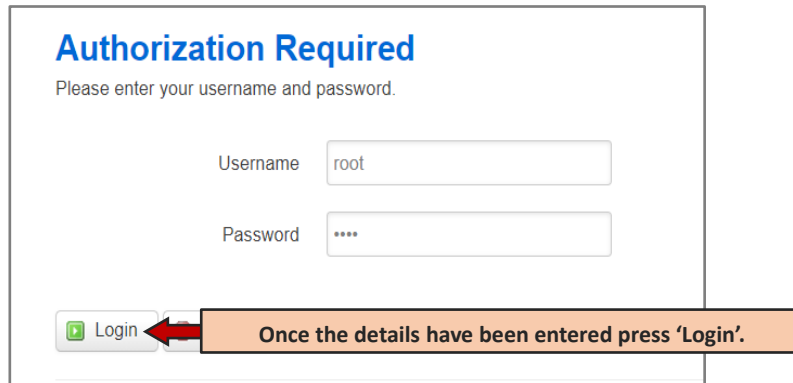 Authorization Required
Please enter your username and password.
Username root
Password ••••
Login
Once the details have been entered press ‘Login’.